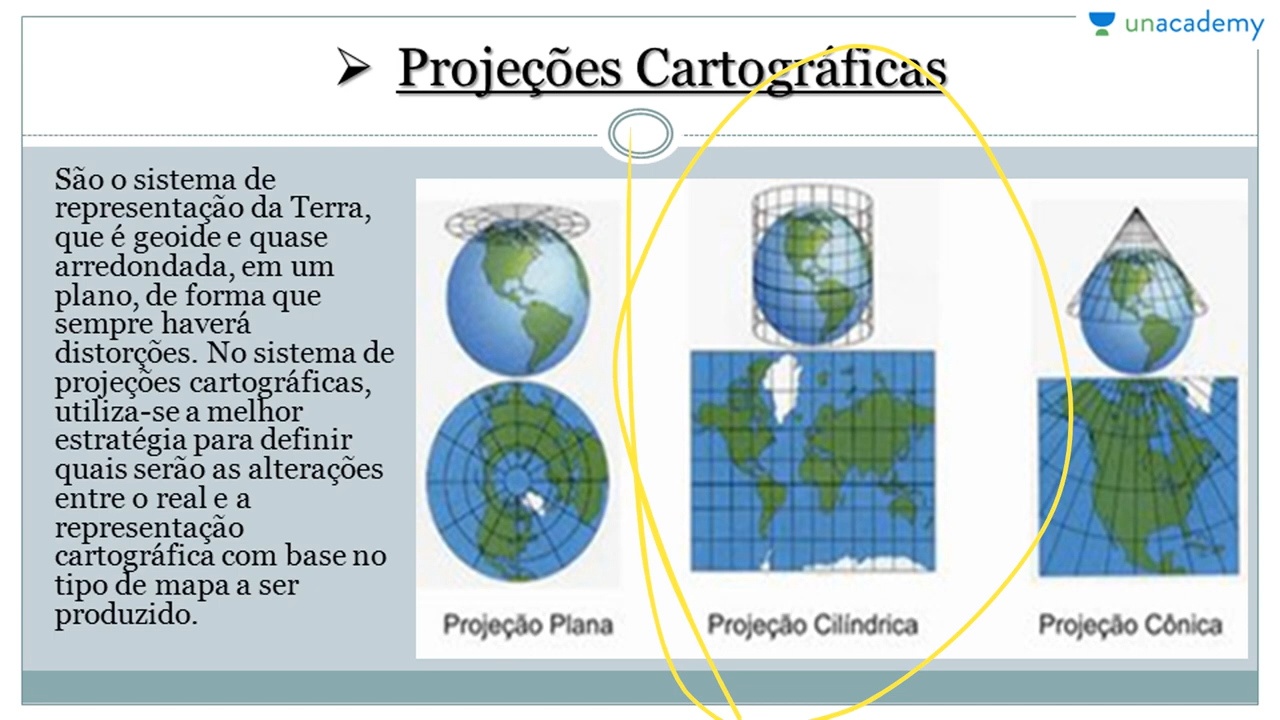 unacademy
Projeções Cartográficas
São o sistema de
representação da Terra,
que é geoide e quase
arredondada, em um
plano, de forma que
sempre haverá
distorções. No sistema de
projeções cartográficas,
utiliza-se a melhor
estratégia para definir
quais serão as alterações
entre o real e a
representação
cartográfica com base no
tipo de mapa a ser
produzido.
Projeção Plana
Projeção Cilíndrica
Projeção Cônica